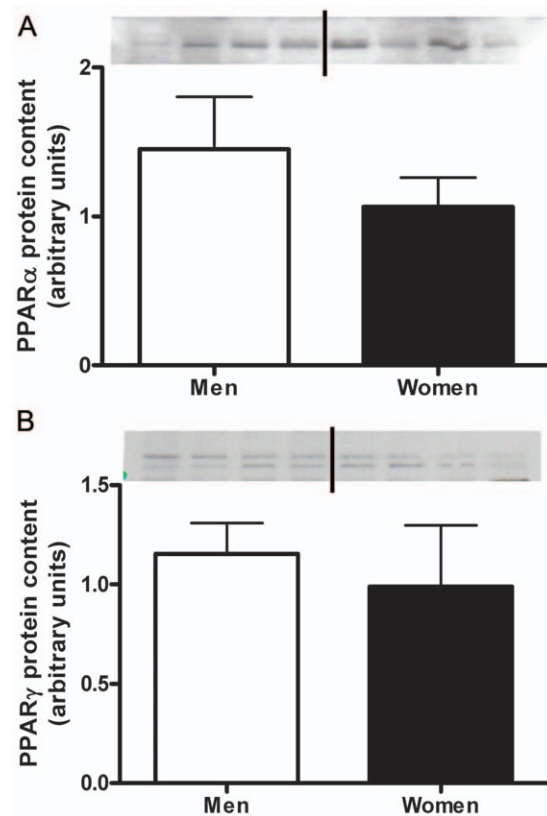 A
PPARα protein content
(arbitrary units)
2
1
0
Men Women
B
PPARγ protein content
(arbitrary units)
1.5
1.0
0.5
0.0
Men Women